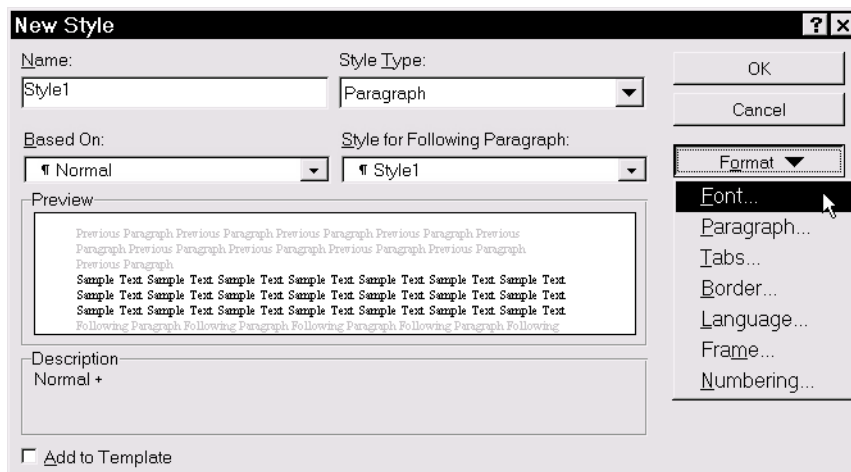 New Style
Name:
Style Type:
OK
Style1
Paragraph
Cancel
Based On:
Style for Following Paragraph:
¶ Normal
¶ Style1
Format
Preview
Font...
Previous Paragraph Previous Paragraph Previous Paragraph Previous Paragraph Previous
Paragraph Previous Paragraph Previous Paragraph Previous Paragraph Previous Paragraph
Previous Paragraph
Sample Text Sample Text Sample Text Sample Text Sample Text Sample Text Sample Text
Sample Text Sample Text Sample Text Sample Text Sample Text Sample Text Sample Text
Sample Text Sample Text Sample Text Sample Text Sample Text Sample Text Sample Text
Following Paragraph Following Paragraph Following Paragraph Following Paragraph Following
Paragraph...
Tabs...
Border...
Language...
Frame...
Numbering...
Description
Normal +
Add to Template